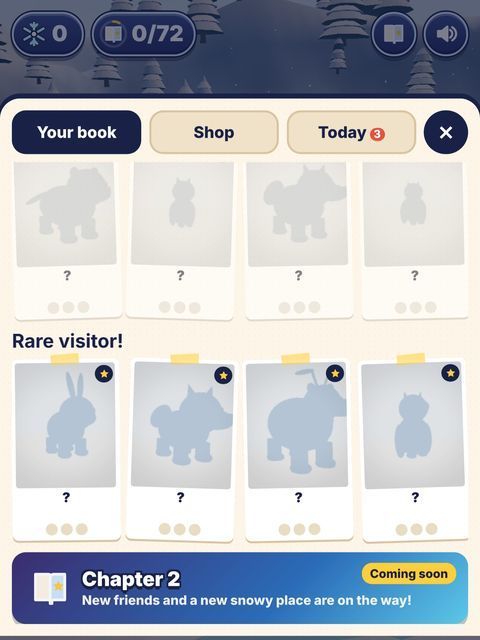 0
0/72
Your book
Shop
Today 3
?
?
?
?
Rare visitor!
?
?
?
?
Chapter 2
Coming soon
New friends and a new snowy place are on the way!